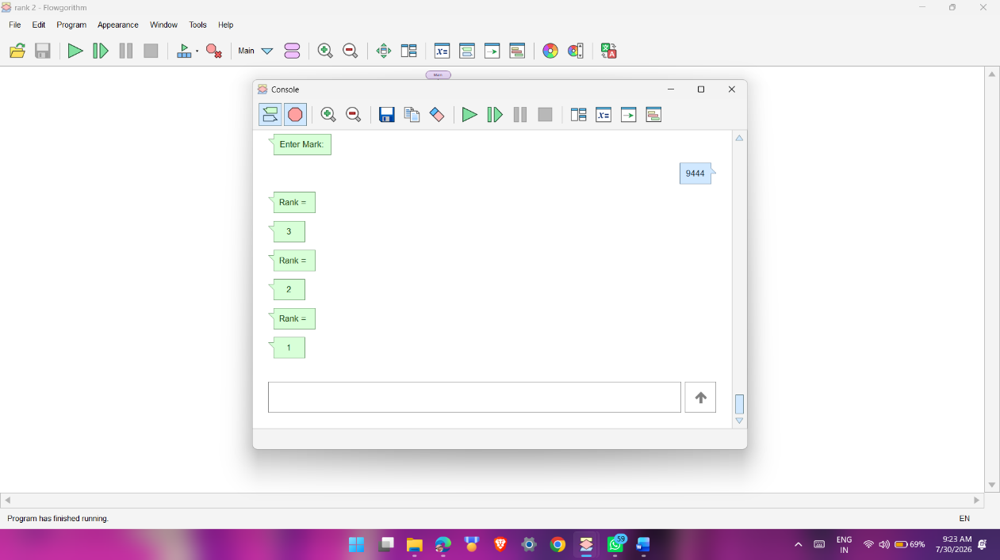 rank 2 - Flowgorithm
File Edit Program Appearance Window Tools Help
Main
Main
Console
Enter Mark:
9444
Rank =
3
Rank =
2
Rank =
1
Program has finished running.
EN
59
ENG
IN
69%
9:23 AM
7/30/2026